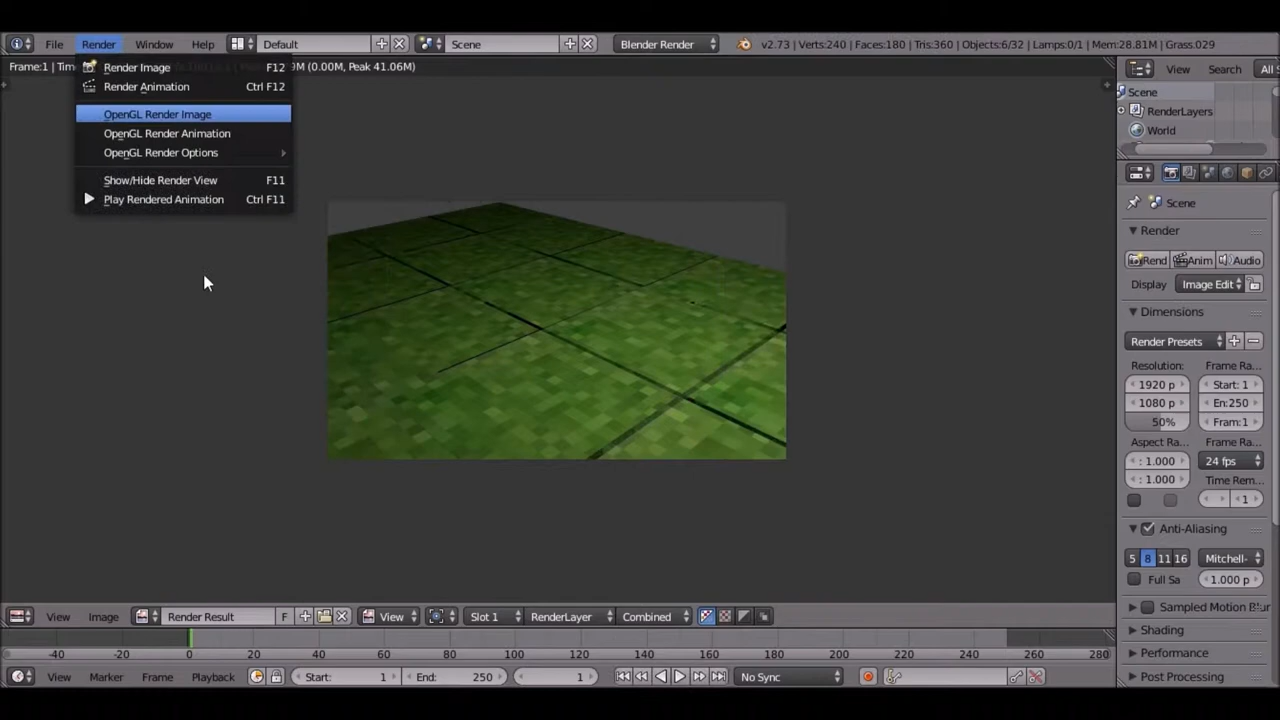 File Render Window Help Default Scene Blender Render v2.73 | Verts:240 | Faces:180 | Tris:360 | Objects:6/32 | Lamps:0/1 | Mem:28.81M | Grass.029
Frame:1 | Tim 9M (0.00M, Peak 41.06M)
Render Image F12
Render Animation Ctrl F12
OpenGL Render Image
OpenGL Render Animation
OpenGL Render Options
Show/Hide Render View F11
Play Rendered Animation Ctrl F11
View Search All S
Scene
RenderLayers
World
Scene
Render
Rend Anim Audio
Display Image Edit
Dimensions
Render Presets
Resolution: Frame Ra...
1920 p Start: 1
1080 p En:250
50% Fram:1
Aspect Ra... Frame Ra...
: 1.000 24 fps
: 1.000 Time Rem...
1
Anti-Aliasing
5 8 11 16 Mitchell-
Full Sa 1.000 p
Sampled Motion Blur
Shading
Performance
Post Processing
View Image Render Result F View Slot 1 RenderLayer Combined
-40 -20 0 20 40 60 80 100 120 140 160 180 200 220 240 260 280
View Marker Frame Playback Start: 1 End: 250 1 No Sync